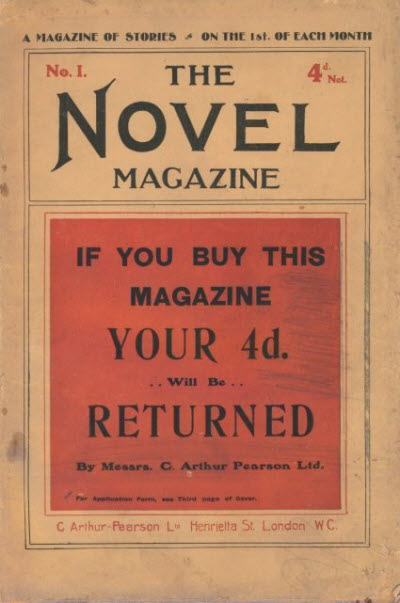 A MAGAZINE OF STORIES ON THE 1st. OF EACH MONTH
No. I.
THE
4d. Net.
NOVEL
MAGAZINE
IF YOU BUY THIS
MAGAZINE
YOUR 4d.
. . Will Be . .
RETURNED
By Messrs. C. Arthur Pearson Ltd.
For Application Form, see Third page of Cover.
C Arthur-Pearson Ld Henrietta St. London W.C.